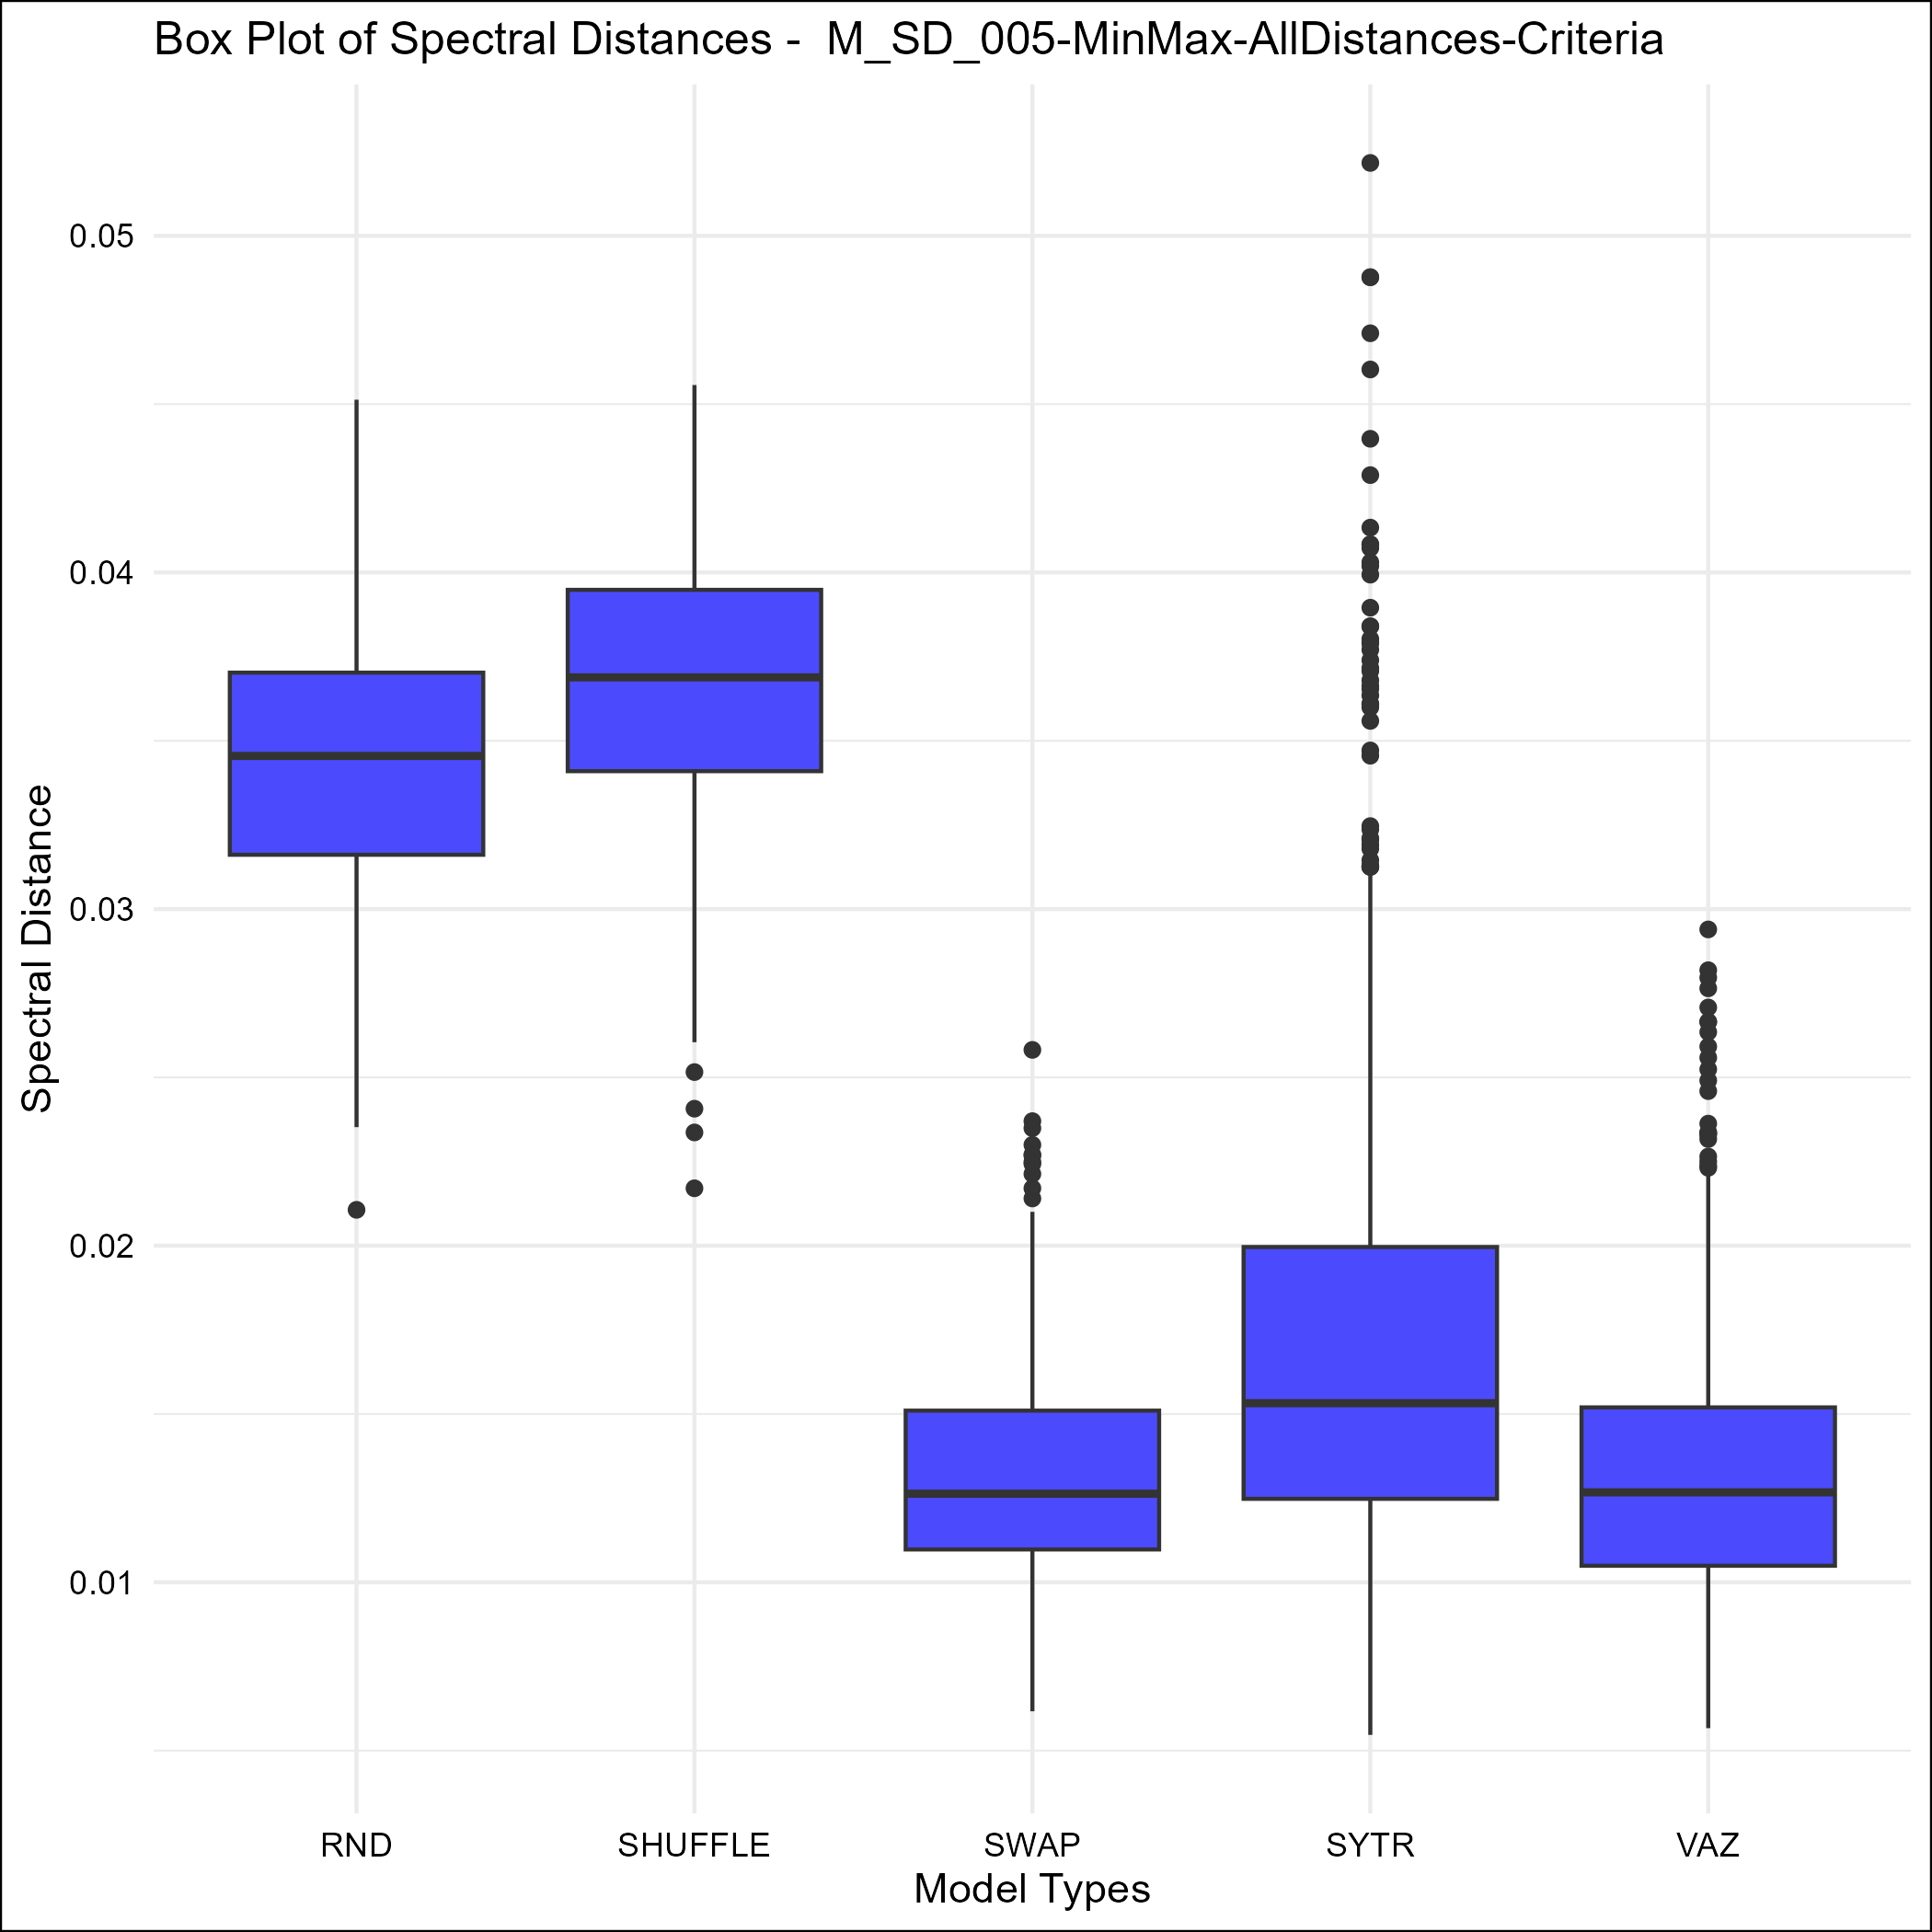 Box Plot of Spectral Distances -  M_SD_005-MinMax-AllDistances-Criteria
0.05
0.04
0.03
0.02
0.01
Spectral Distance
RND SHUFFLE SWAP SYTR VAZ
Model Types